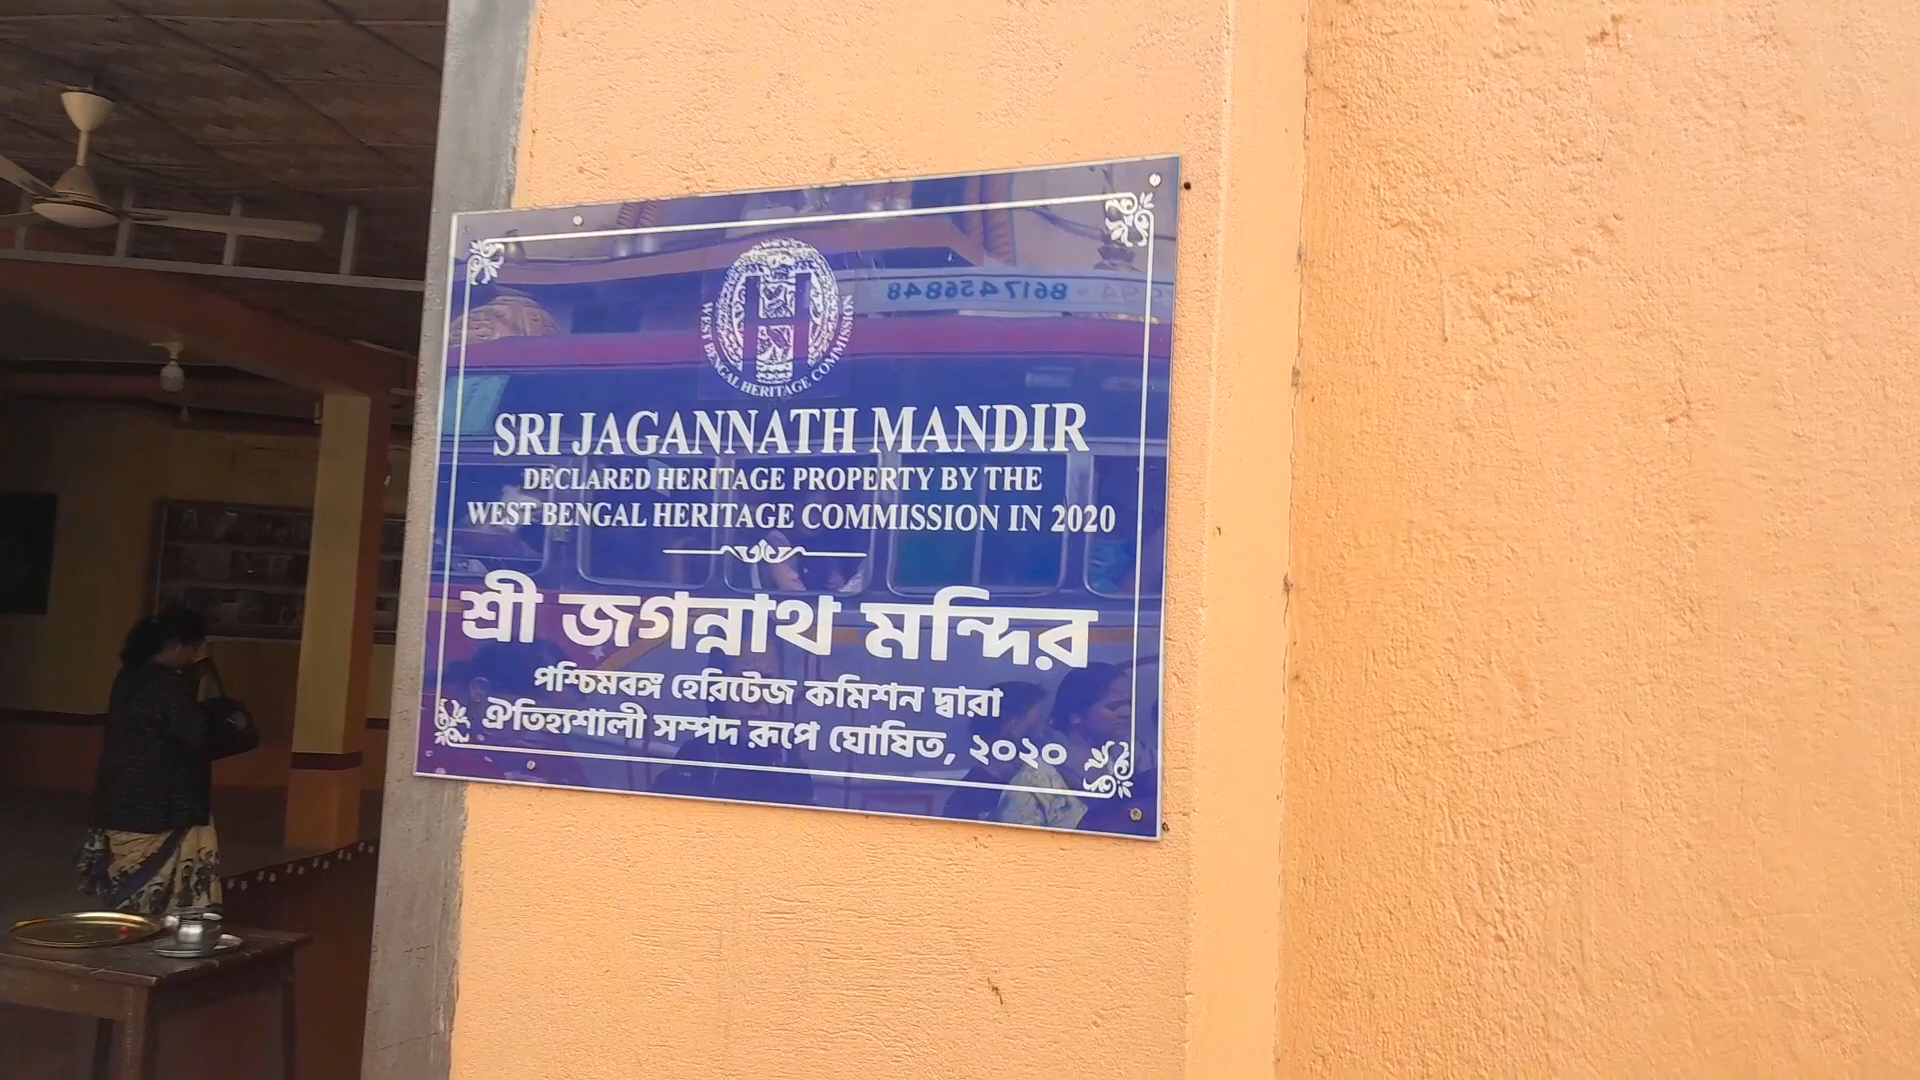 WEST BENGAL HERITAGE COMMISSION
SRI JAGANNATH MANDIR
DECLARED HERITAGE PROPERTY BY THE
WEST BENGAL HERITAGE COMMISSION IN 2020
শ্রী জগন্নাথ মন্দির
পশ্চিমবঙ্গ হেরিটেজ কমিশন দ্বারা
ঐতিহ্যশালী সম্পদ রূপে ঘোষিত, ২০২০
8617456848